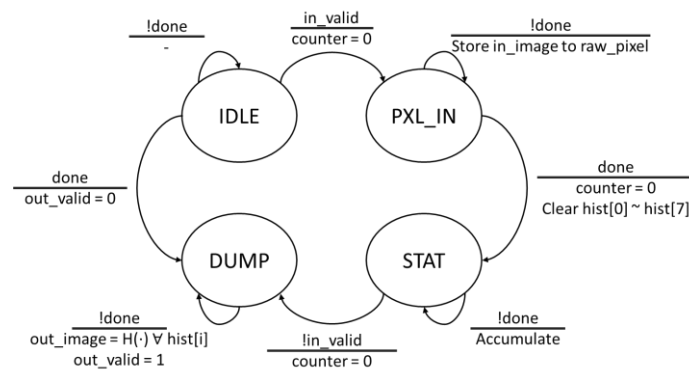 !done
-
in_valid
counter = 0
!done
Store in_image to raw_pixel
IDLE
PXL_IN
done
out_valid = 0
done
counter = 0
Clear hist[0] ~ hist[7]
DUMP
STAT
!done
out_image = H(·) ∀ hist[i]
out_valid = 1
!in_valid
counter = 0
!done
Accumulate